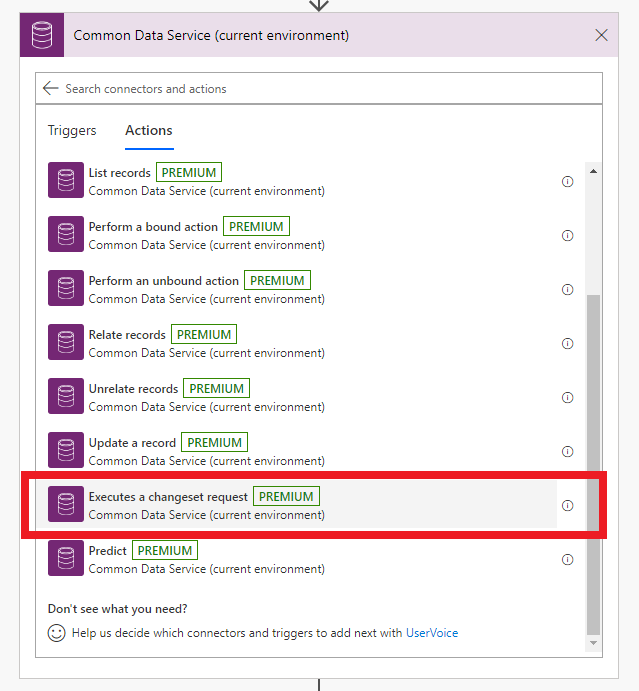 Common Data Service (current environment)
Search connectors and actions
Triggers Actions
List records PREMIUM
Common Data Service (current environment)
Perform a bound action PREMIUM
Common Data Service (current environment)
Perform an unbound action PREMIUM
Common Data Service (current environment)
Relate records PREMIUM
Common Data Service (current environment)
Unrelate records PREMIUM
Common Data Service (current environment)
Update a record PREMIUM
Common Data Service (current environment)
Executes a changeset request PREMIUM
Common Data Service (current environment)
Predict PREMIUM
Common Data Service (current environment)
Don't see what you need?
Help us decide which connectors and triggers to add next with UserVoice